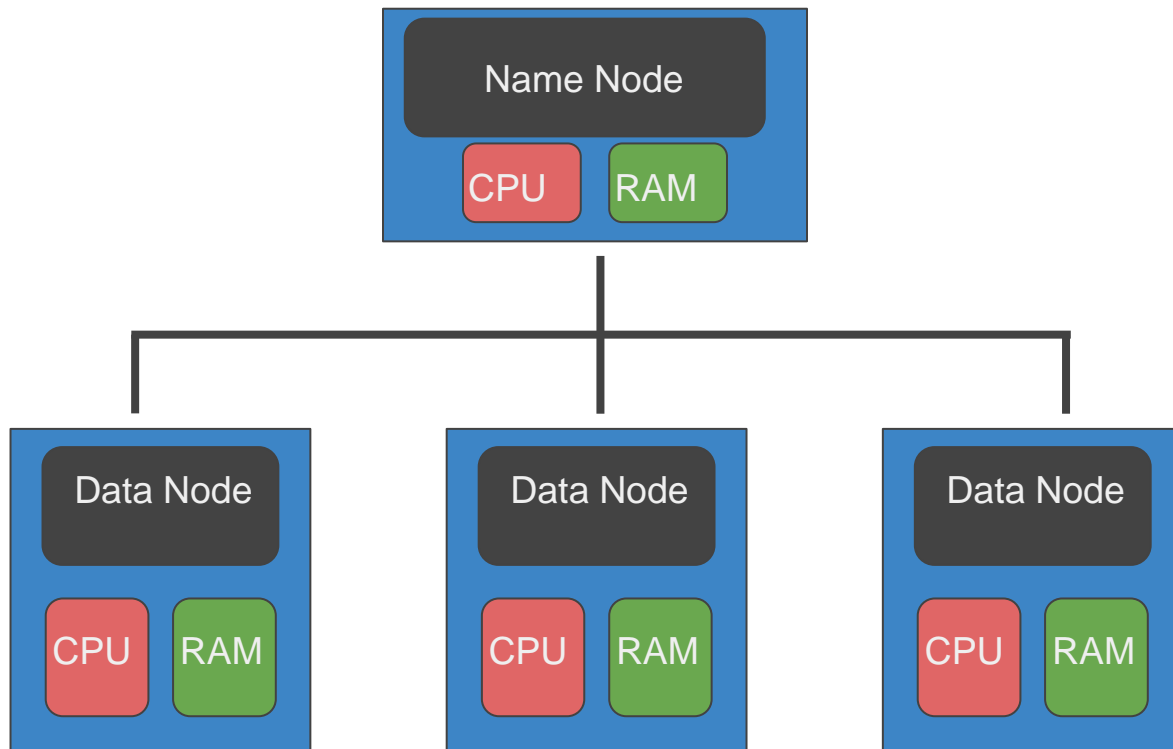 Name Node
CPU RAM
Data Node Data Node Data Node
CPU RAM CPU RAM CPU RAM